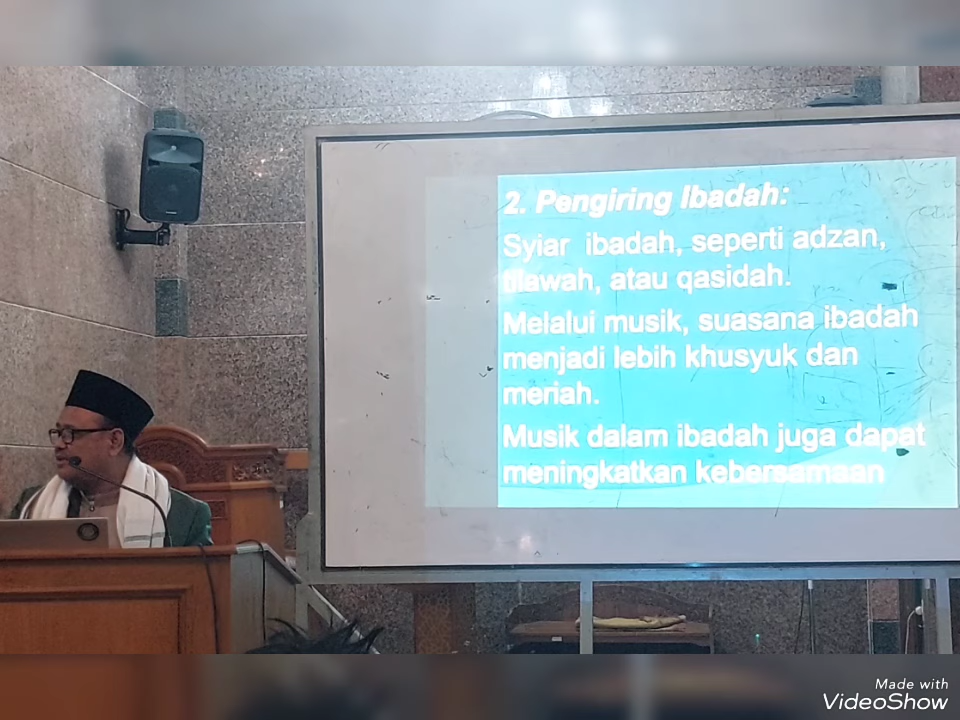 2. Pengiring Ibadah:
Syiar ibadah, seperti adzan,
tilawah, atau qasidah.
Melalui musik, suasana ibadah
menjadi lebih khusyuk dan
meriah.
Musik dalam ibadah juga dapat
meningkatkan kebersamaan
Made with
VideoShow